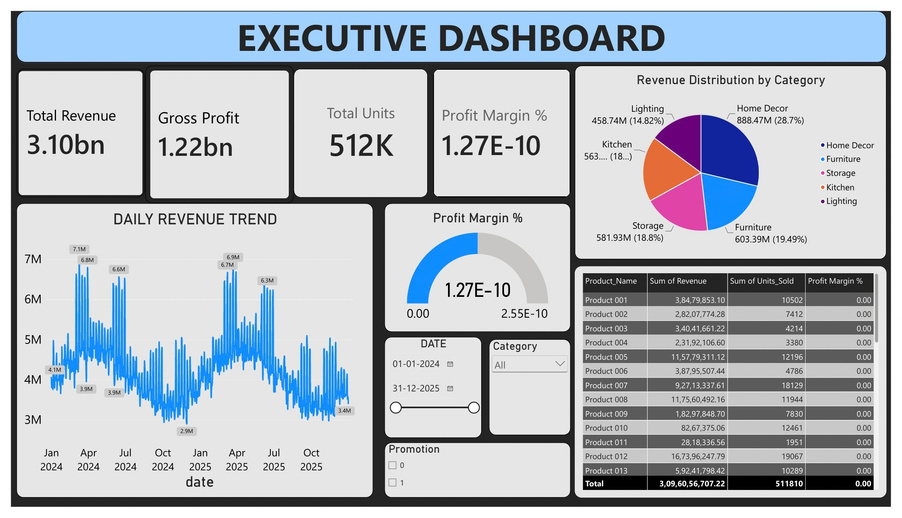 EXECUTIVE DASHBOARD
Total Revenue
3.10bn
Gross Profit
1.22bn
Total Units
512K
Profit Margin %
1.27E-10
Revenue Distribution by Category
Lighting
458.74M (14.82%)
Home Decor
888.47M (28.7%)
Kitchen
563.... (18...)
Storage
581.93M (18.8%)
Furniture
603.39M (19.49%)
Home Decor
Furniture
Storage
Kitchen
Lighting
DAILY REVENUE TREND
7M
6M
5M
4M
3M
7.1M
6.8M
6.6M
6.9M
6.7M
6.3M
4.1M
3.9M
3.9M
2.9M
3.4M
Jan 2024
Apr 2024
Jul 2024
Oct 2024
Jan 2025
Apr 2025
Jul 2025
Oct 2025
date
Profit Margin %
1.27E-10
0.00
2.55E-10
DATE
01-01-2024
31-12-2025
Category
All
Promotion
0
1
Product_Name Sum of Revenue Sum of Units_Sold Profit Margin %
Product 001 3,84,79,853.10 10502 0.00
Product 002 2,82,07,774.28 7412 0.00
Product 003 3,40,41,661.22 4214 0.00
Product 004 2,31,92,106.60 3380 0.00
Product 005 11,57,79,311.12 12196 0.00
Product 006 3,87,95,507.44 4786 0.00
Product 007 9,27,13,337.61 18129 0.00
Product 008 11,75,60,492.16 11944 0.00
Product 009 1,82,97,848.70 7830 0.00
Product 010 82,67,375.06 12461 0.00
Product 011 28,18,336.56 1951 0.00
Product 012 16,73,96,247.79 19067 0.00
Product 013 5,92,41,798.42 10289 0.00
Total 3,09,60,56,707.22 511810 0.00